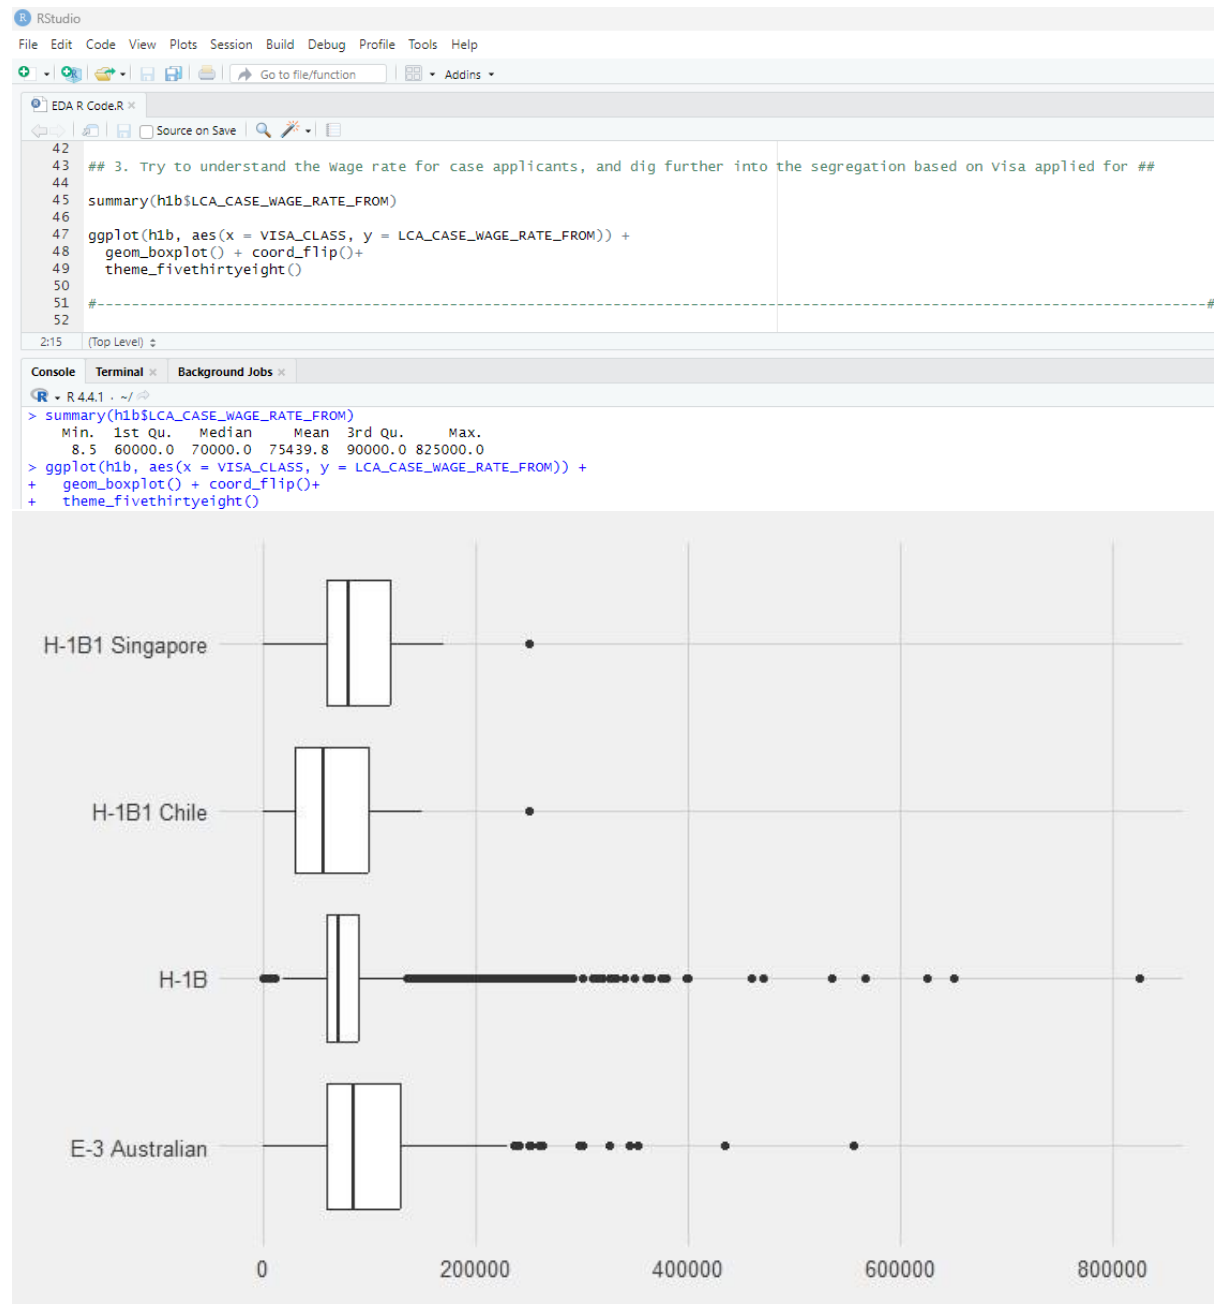 RStudio
File Edit Code View Plots Session Build Debug Profile Tools Help
Go to file/function Addins
EDA R Code.R
Source on Save
42
43 ## 3. Try to understand the Wage rate for case applicants, and dig further into the segregation based on Visa applied for ##
44
45 summary(h1b$LCA_CASE_WAGE_RATE_FROM)
46
47 ggplot(h1b, aes(x = VISA_CLASS, y = LCA_CASE_WAGE_RATE_FROM)) +
48 geom_boxplot() + coord_flip()+
49 theme_fivethirtyeight()
50
51 #----------------------------------------------------------------------------------------------------------------------------------#
52
2:15 (Top Level)
Console Terminal Background Jobs
R R 4.4.1 · ~/
> summary(h1b$LCA_CASE_WAGE_RATE_FROM)
Min. 1st Qu. Median Mean 3rd Qu. Max.
8.5 60000.0 70000.0 75439.8 90000.0 825000.0
> ggplot(h1b, aes(x = VISA_CLASS, y = LCA_CASE_WAGE_RATE_FROM)) +
+ geom_boxplot() + coord_flip()+
+ theme_fivethirtyeight()
H-1B1 Singapore
H-1B1 Chile
H-1B
E-3 Australian
0 200000 400000 600000 800000